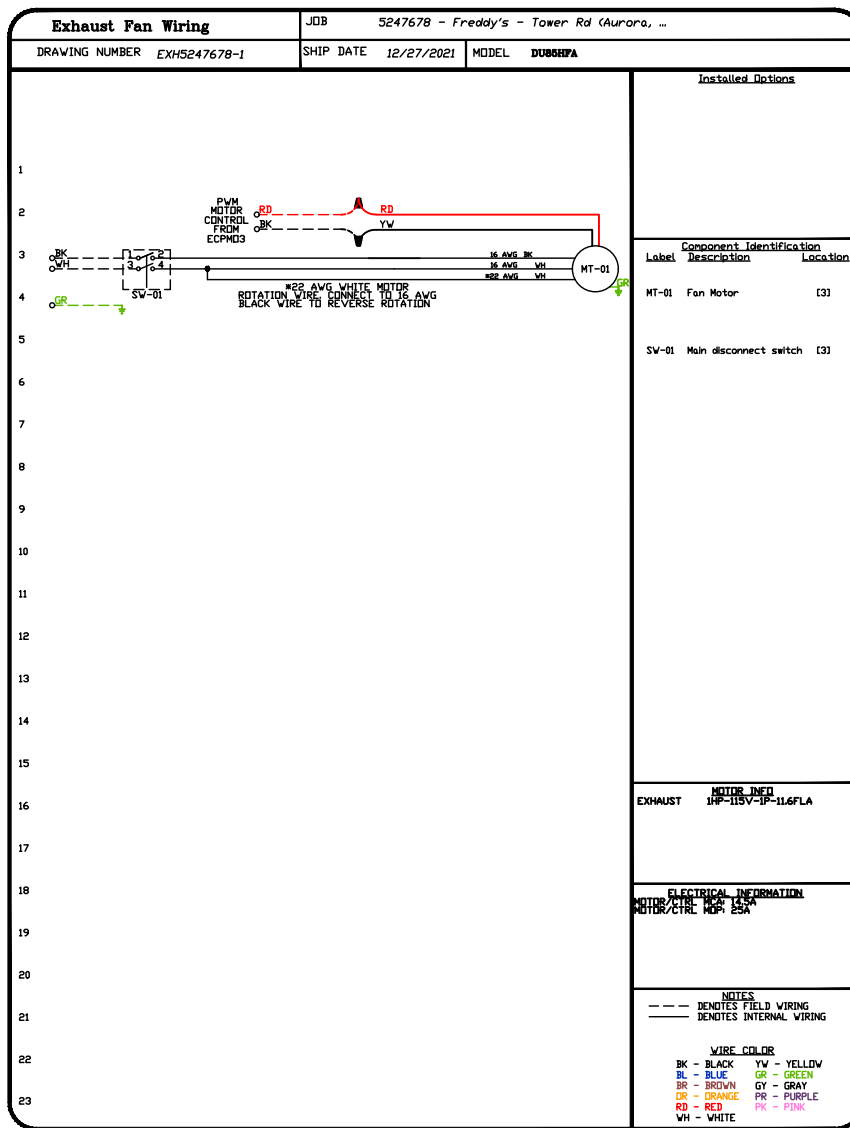 Exhaust Fan Wiring
JOB 5247678 - Freddy's - Tower Rd (Aurora, ...
DRAWING NUMBER EXH5247678-1
SHIP DATE 12/27/2021
MODEL DU85HFA
Installed Options
1
2
3
4
5
6
7
8
9
10
11
12
13
14
15
16
17
18
19
20
21
22
23
PWM
MOTOR
CONTROL
FROM
ECPM03
RD
BK
RD
YW
BK
WH
1
2
3
4
SW-01
GR
16 AWG BK
16 AWG WH
*22 AWG WH
MT-01
GR
*22 AWG WHITE MOTOR
ROTATION WIRE. CONNECT TO 16 AWG
BLACK WIRE TO REVERSE ROTATION
Component Identification
Label Description Location
MT-01 Fan Motor [3]
SW-01 Main disconnect switch [3]
MOTOR INFO
EXHAUST 1HP-115V-1P-11.6FLA
ELECTRICAL INFORMATION
MOTOR/CTRL MCA: 14.5A
MOTOR/CTRL MOP: 25A
NOTES
DENOTES FIELD WIRING
DENOTES INTERNAL WIRING
WIRE COLOR
BK - BLACK YW - YELLOW
BL - BLUE GR - GREEN
BR - BROWN GY - GRAY
OR - ORANGE PR - PURPLE
RD - RED PK - PINK
WH - WHITE